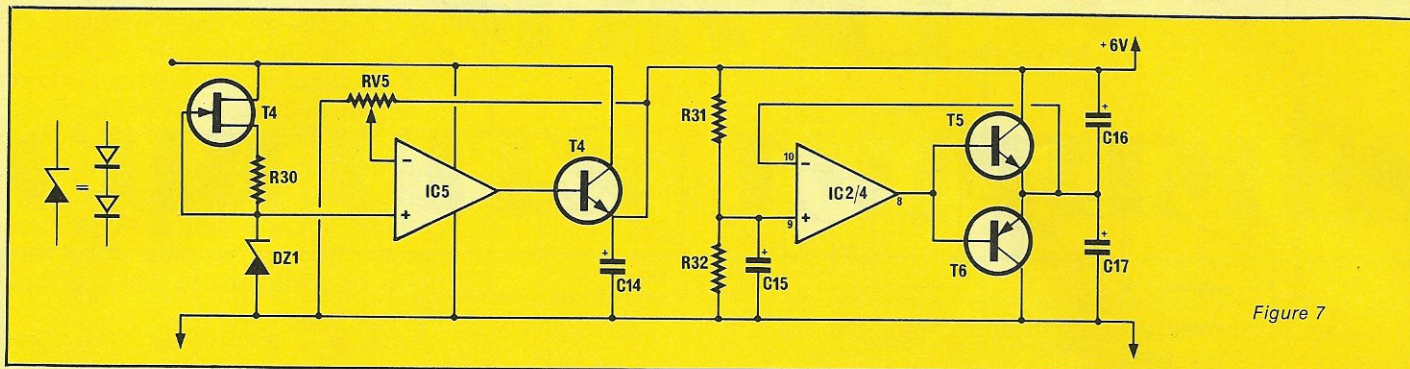 +6V
RV5
R31
T4
T5
C16
T4
10
−
R30
−
IC5
IC2/4
8
=
+
+
9
DZ1
R32
C15
T6
C17
C14
+
+
+
+
Figure 7